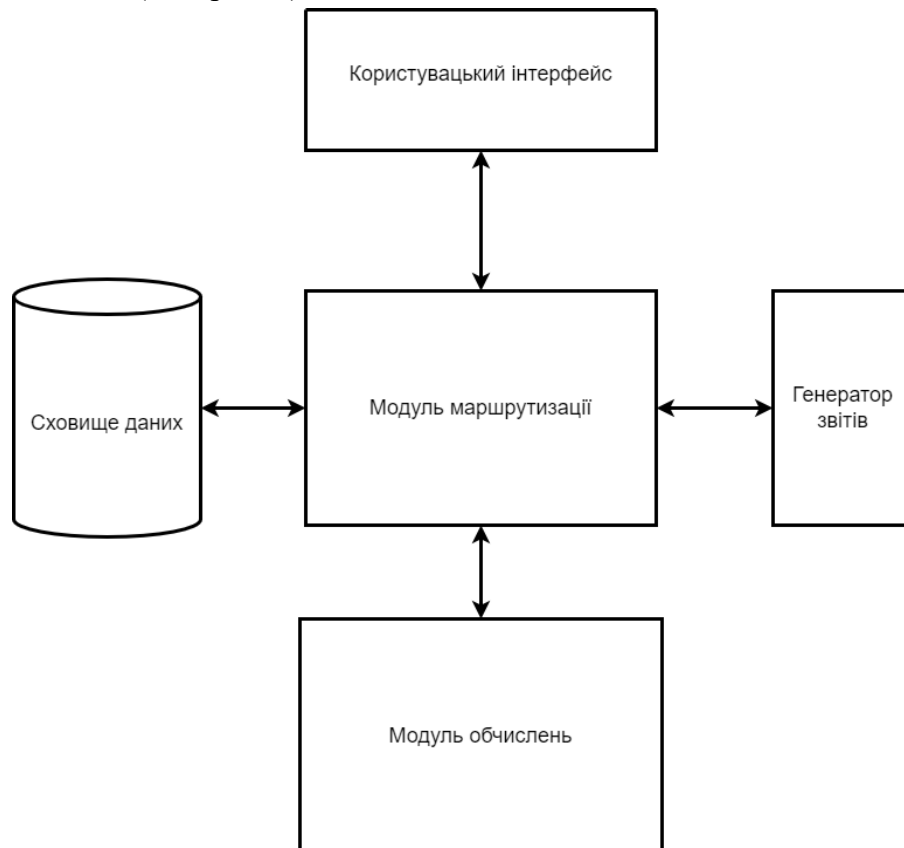 Користувацький інтерфейс
Сховище даних
Модуль маршрутизації
Генератор
звітів
Модуль обчислень